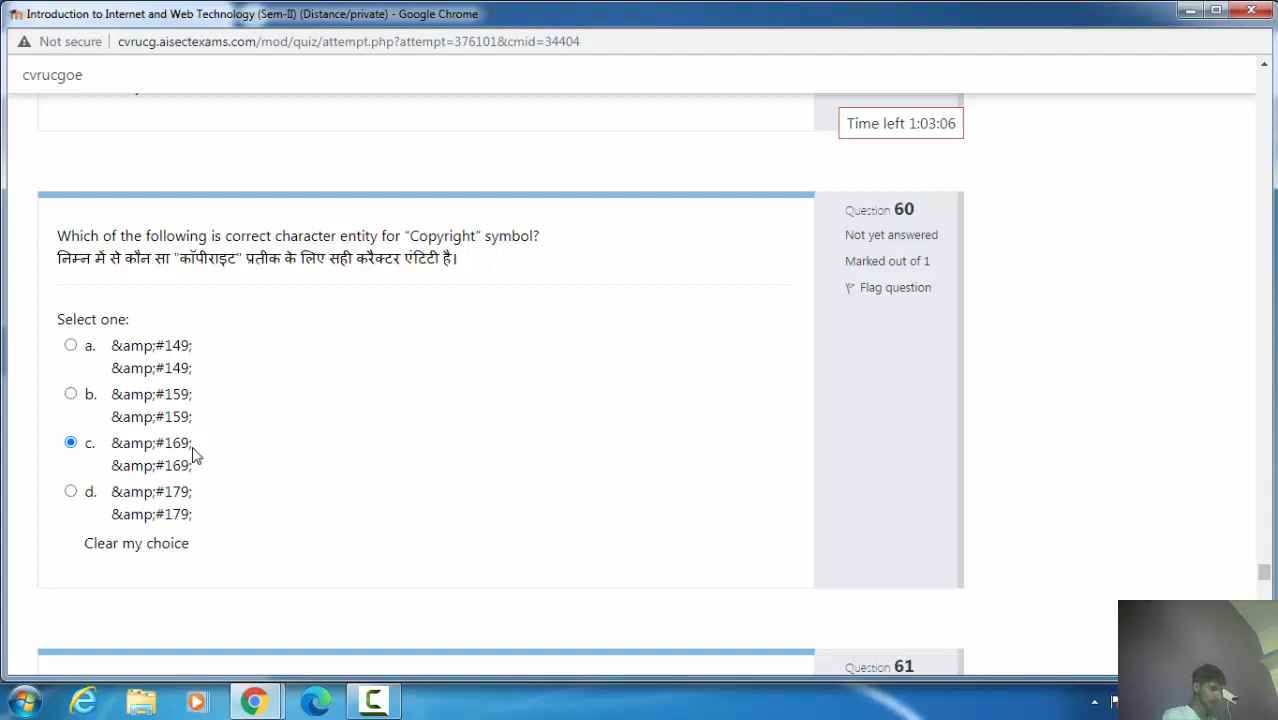 Introduction to Internet and Web Technology (Sem-II) (Distance/private) - Google Chrome
Not secure | cvrucg.aisectexams.com/mod/quiz/attempt.php?attempt=376101&cmid=34404
cvrucgoe
Time left 1:03:06
Question 60
Not yet answered
Marked out of 1
Flag question
Which of the following is correct character entity for “Copyright” symbol?
निम्न में से कौन सा "कॉपीराइट" प्रतीक के लिए सही करैक्टर एंटिटी है।
Select one:
a. &amp;#149;
&amp;#149;
b. &amp;#159;
&amp;#159;
c. &amp;#169;
&amp;#169;
d. &amp;#179;
&amp;#179;
Clear my choice
Question 61